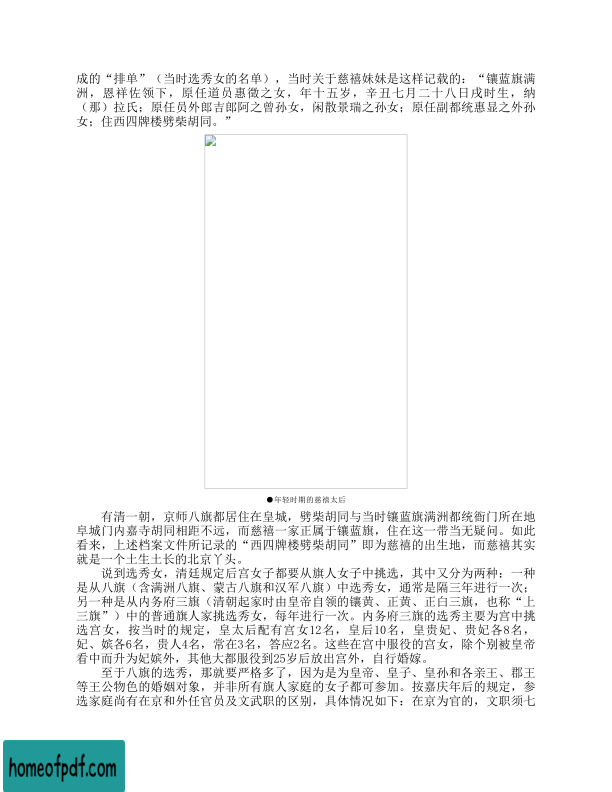 成的“排单”（当时选秀女的名单），当时关于慈禧妹妹是这样记载的：“镶蓝旗满
洲，恩祥佐领下，原任道员惠徵之女，年十五岁，辛丑七月二十八日戌时生，纳
（那）拉氏；原任员外郎吉郎阿之曾孙女，闲散景瑞之孙女；原任副都统惠显之外孙
女；住西四牌楼劈柴胡同。”
●年轻时期的慈禧太后
有清一朝，京师八旗都居住在皇城，劈柴胡同与当时镶蓝旗满洲都统衙门所在地
阜城门内嘉寺胡同相距不远，而慈禧一家正属于镶蓝旗，住在这一带当无疑问。如此
看来，上述档案文件所记录的“西四牌楼劈柴胡同”即为慈禧的出生地，而慈禧其实
就是一个土生土长的北京丫头。
说到选秀女，清廷规定后宫女子都要从旗人女子中挑选，其中又分为两种：一种
是从八旗（含满洲八旗、蒙古八旗和汉军八旗）中选秀女，通常是隔三年进行一次；
另一种是从内务府三旗（清朝起家时由皇帝自领的镶黄、正黄、正白三旗，也称“上
三旗”）中的普通旗人家挑选秀女，每年进行一次。内务府三旗的选秀主要为宫中挑
选宫女，按当时的规定，皇太后配有宫女12名，皇后10名，皇贵妃、贵妃各8名，
妃、嫔各6名，贵人4名，常在3名，答应2名。这些在宫中服役的宫女，除个别被皇帝
看中而升为妃嫔外，其他大都服役到25岁后放出宫外，自行婚嫁。
至于八旗的选秀，那就要严格多了，因为是为皇帝、皇子、皇孙和各亲王、郡王
等王公物色的婚姻对象，并非所有旗人家庭的女子都可参加。按嘉庆年后的规定，参
选家庭尚有在京和外任官员及文武职的区别，具体情况如下：在京为官的，文职须七
homeofpdf.com